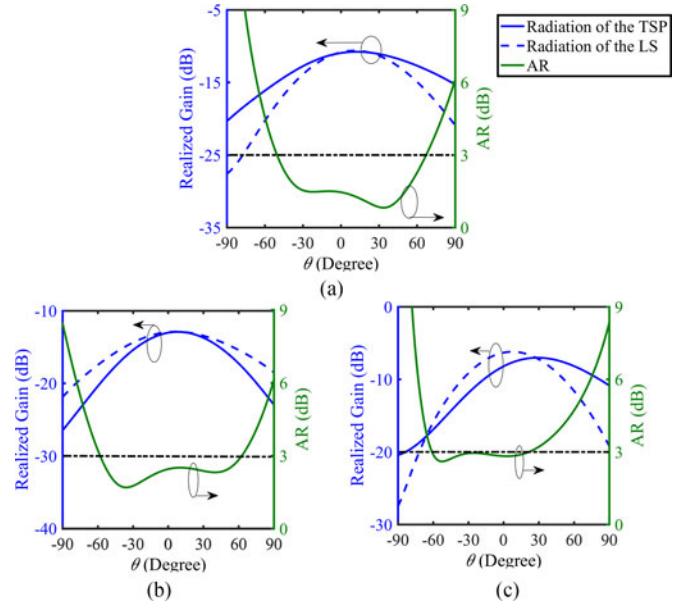 -5
-15
-25
-35
Realized Gain (dB)
9
6
3
0
AR (dB)
-90 -60 -30 0 30 60 90
θ (Degree)
(a)
Radiation of the TSP
Radiation of the LS
AR
-10
-20
-30
-40
Realized Gain (dB)
9
6
3
0
AR (dB)
-90 -60 -30 0 30 60 90
θ (Degree)
(b)
0
-10
-20
-30
Realized Gain (dB)
9
6
3
0
AR (dB)
-90 -60 -30 0 30 60 90
θ (Degree)
(c)